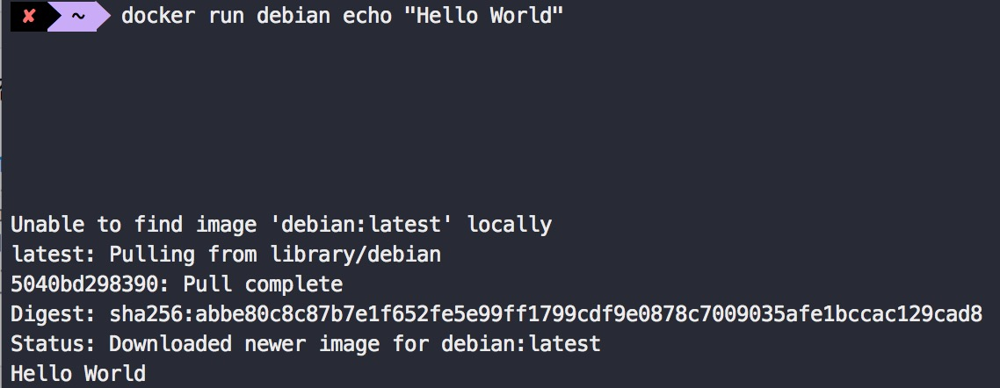 ✘ ~ docker run debian echo "Hello World"
Unable to find image 'debian:latest' locally
latest: Pulling from library/debian
5040bd298390: Pull complete
Digest: sha256:abbe80c8c87b7e1f652fe5e99ff1799cdf9e0878c7009035afe1bccac129cad8
Status: Downloaded newer image for debian:latest
Hello World